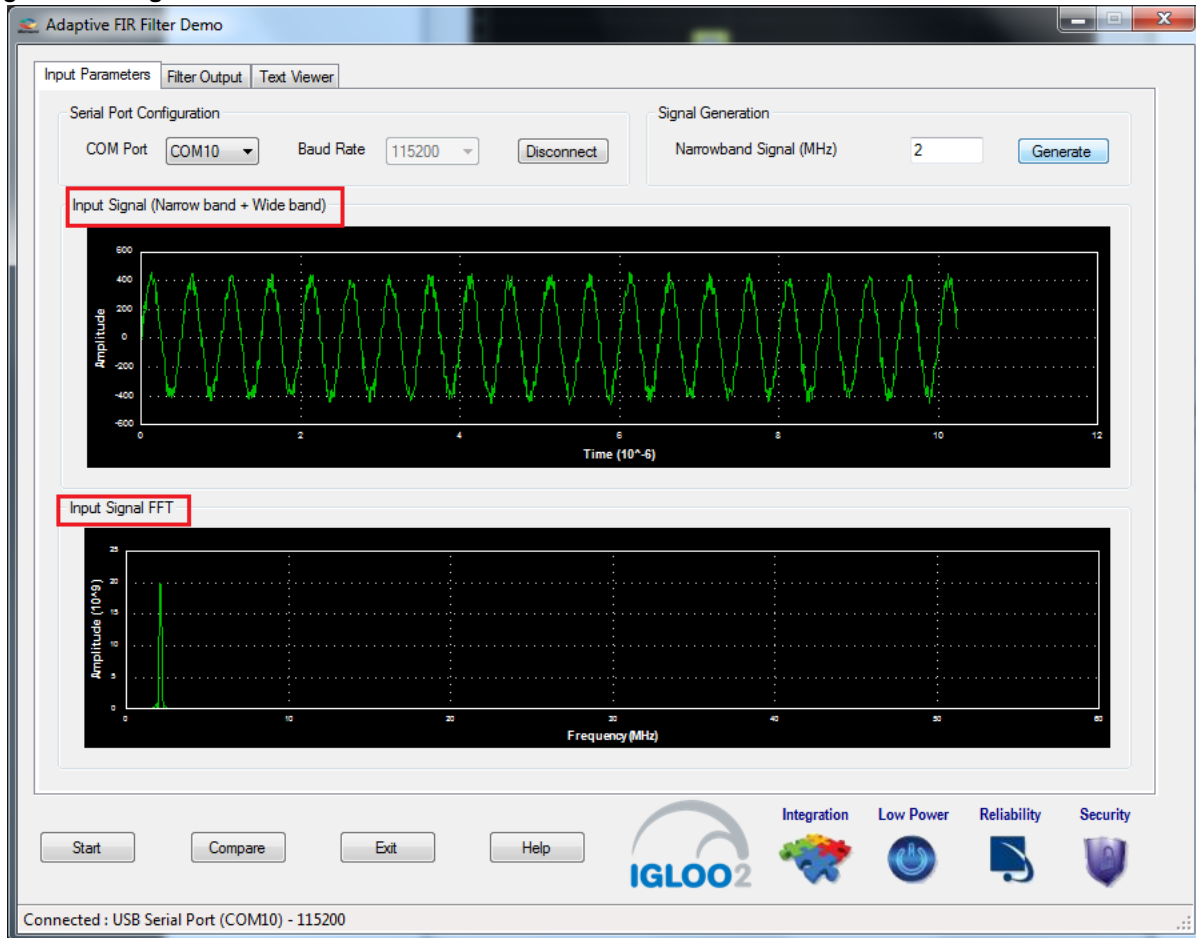 Adaptive FIR Filter Demo
Input Parameters Filter Output Text Viewer
Serial Port Configuration
Signal Generation
COM Port COM10 Baud Rate 115200 Disconnect
Narrowband Signal (MHz) 2 Generate
Input Signal (Narrow band + Wide band)
600
400
200
0
-200
-400
-600
Amplitude
0 2 4 6 8 10 12
Time (10^-6)
Input Signal FFT
25
20
15
10
5
0
Amplitude (10^9)
0 10 20 30 40 50 60
Frequency (MHz)
Start Compare Exit Help
IGLOO2
Integration Low Power Reliability Security
Connected : USB Serial Port (COM10) - 115200